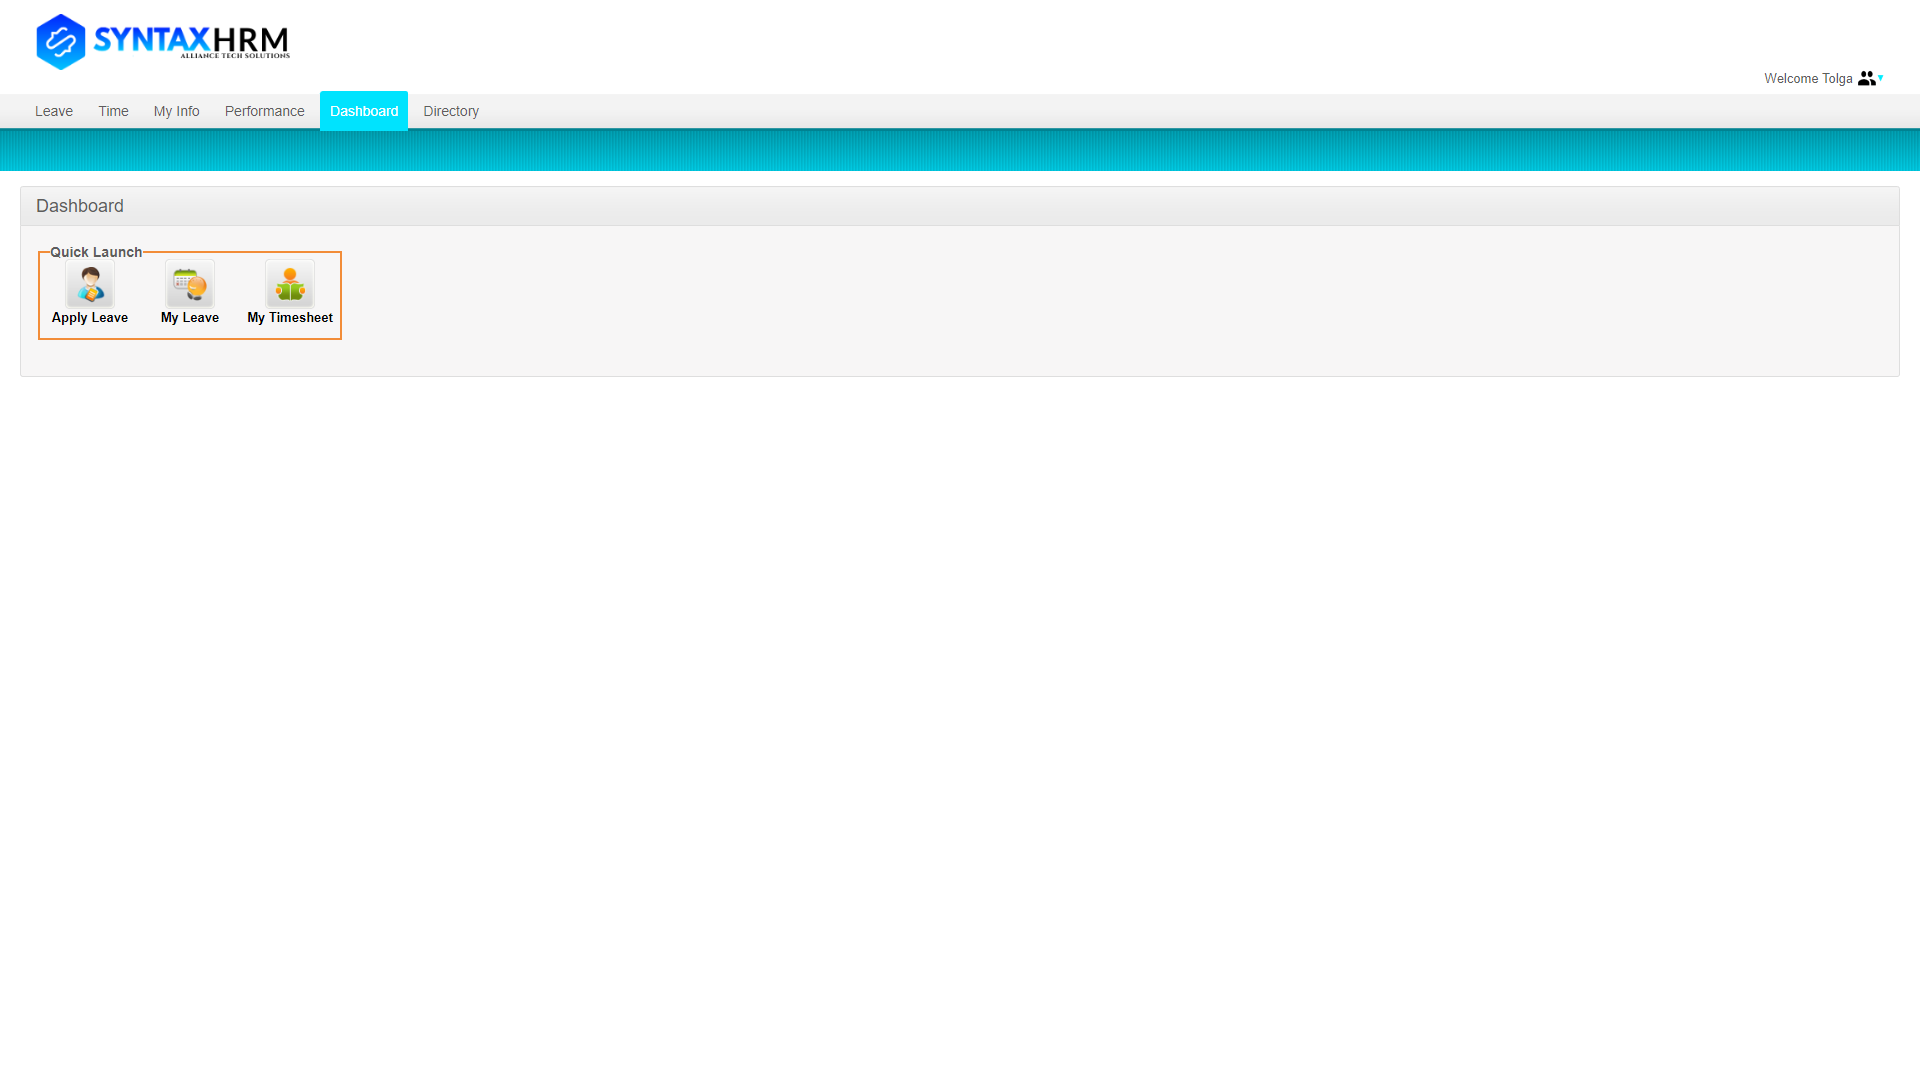 SYNTAXHRM
ALLIANCE TECH SOLUTIONS
Welcome Tolga
Leave Time My Info Performance Dashboard Directory
Dashboard
Quick Launch
Apply Leave My Leave My Timesheet